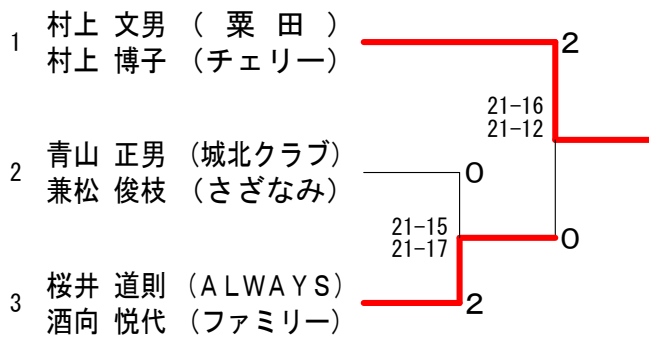 1 村上 文男 ( 粟 田 )
村上 博子 (チェリー)
2
21-16
21-12
2 青山 正男 (城北クラブ)
兼松 俊枝 (さざなみ)
0
21-15
21-17
0
3 桜井 道則 (ALWAYS)
酒向 悦代 (ファミリー)
2